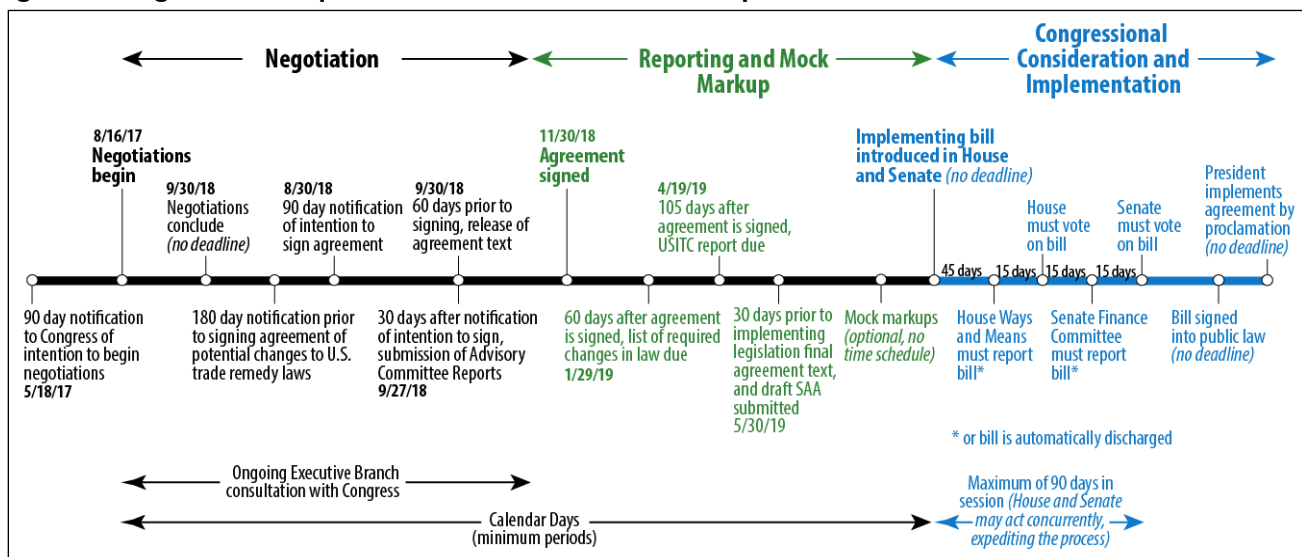 Negotiation
Reporting and Mock
Markup
Congressional
Consideration and
Implementation
8/16/17
Negotiations
begin
9/30/18
Negotiations
conclude
(no deadline)
8/30/18
90 day notification
of intention to
sign agreement
9/30/18
60 days prior to
signing, release of
agreement text
11/30/18
Agreement
signed
4/19/19
105 days after
agreement is signed,
USITC report due
Implementing bill
introduced in House
and Senate (no deadline)
House
must vote
on bill
Senate
must vote
on bill
President
implements
agreement by
proclamation
(no deadline)
45 days
15 days
15 days
15 days
90 day notification
to Congress of
intention to begin
negotiations
5/18/17
180 day notification prior
to signing agreement of
potential changes to U.S.
trade remedy laws
30 days after notification
of intention to sign,
submission of Advisory
Committee Reports
9/27/18
60 days after agreement
is signed, list of required
changes in law due
1/29/19
30 days prior to
implementing
legislation final
agreement text,
and draft SAA
submitted
5/30/19
Mock markups
(optional, no
time schedule)
House Ways
and Means
must report
bill*
Senate Finance
Committee
must report
bill*
Bill signed
into public law
(no deadline)
* or bill is automatically discharged
Ongoing Executive Branch
consultation with Congress
Calendar Days
(minimum periods)
Maximum of 90 days in
session (House and Senate
may act concurrently,
expediting the process)